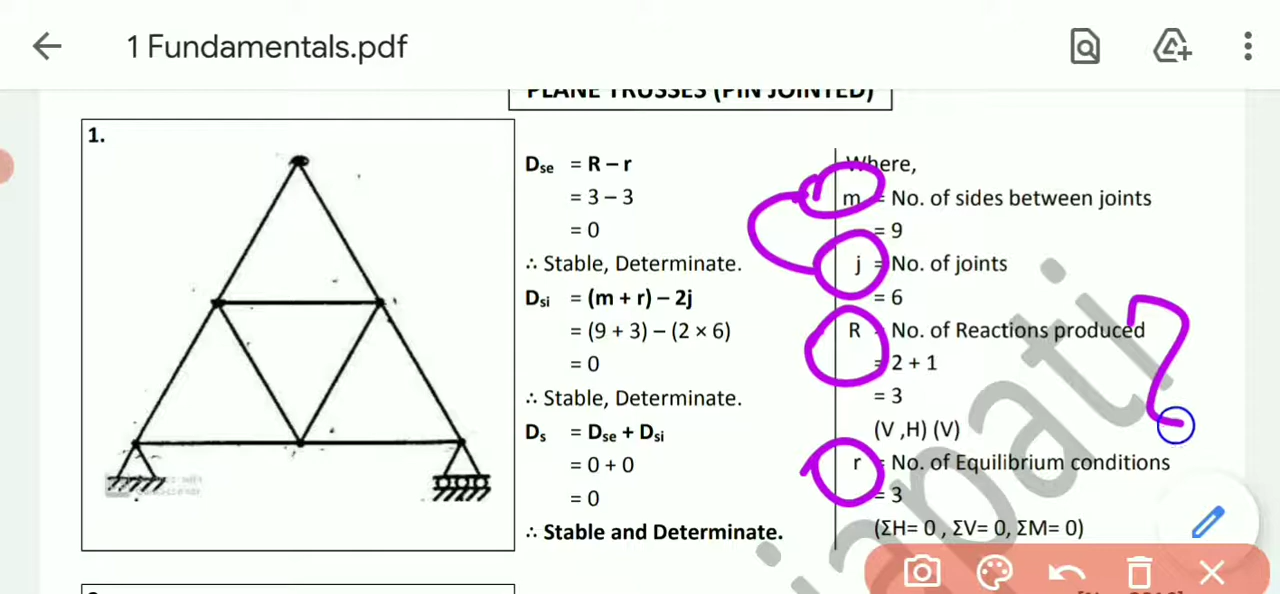 1 Fundamentals.pdf
PLANE TRUSSES (PIN JOINTED)
1.
Dse = R – r
= 3 – 3
= 0
∴ Stable, Determinate.
Dsi = (m + r) – 2j
= (9 + 3) – (2 × 6)
= 0
∴ Stable, Determinate.
Ds = Dse + Dsi
= 0 + 0
= 0
∴ Stable and Determinate.
Where,
m = No. of sides between joints
= 9
j = No. of joints
= 6
R = No. of Reactions produced
= 2 + 1
= 3
(V ,H) (V)
r = No. of Equilibrium conditions
= 3
(ΣH= 0 , ΣV= 0, ΣM= 0)